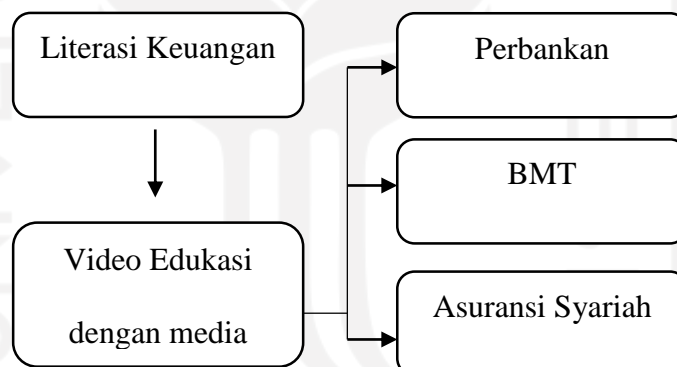 Literasi Keuangan
Video Edukasi
dengan media
Perbankan
BMT
Asuransi Syariah